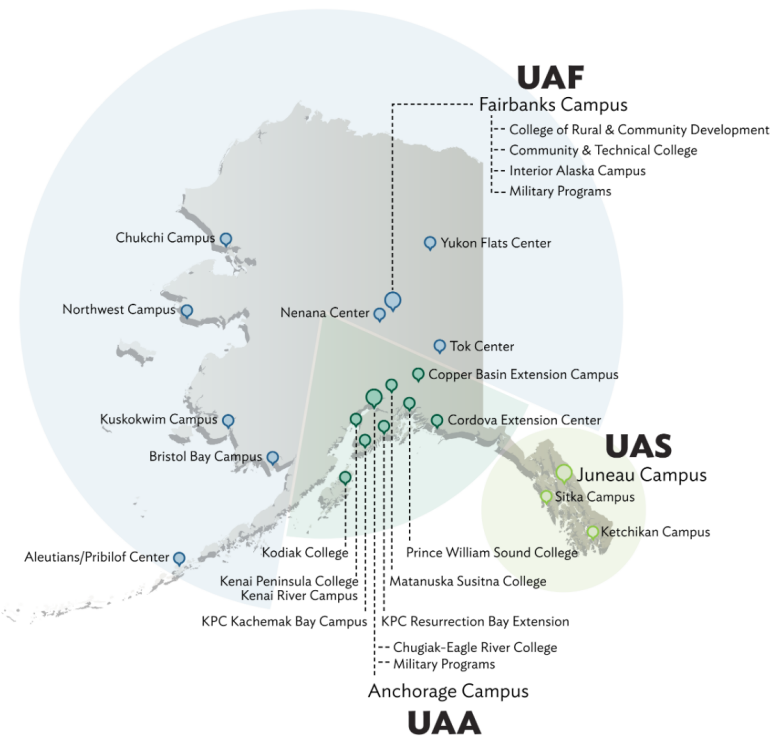 UAF
Fairbanks Campus
College of Rural & Community Development
Community & Technical College
Interior Alaska Campus
Military Programs
Chukchi Campus
Yukon Flats Center
Northwest Campus
Nenana Center
Tok Center
Copper Basin Extension Campus
Kuskokwim Campus
Cordova Extension Center
UAS
Bristol Bay Campus
Juneau Campus
Sitka Campus
Ketchikan Campus
Aleutians/Pribilof Center
Kodiak College
Prince William Sound College
Kenai Peninsula College
Kenai River Campus
Matanuska Susitna College
KPC Kachemak Bay Campus
KPC Resurrection Bay Extension
Chugiak-Eagle River College
Military Programs
Anchorage Campus
UAA